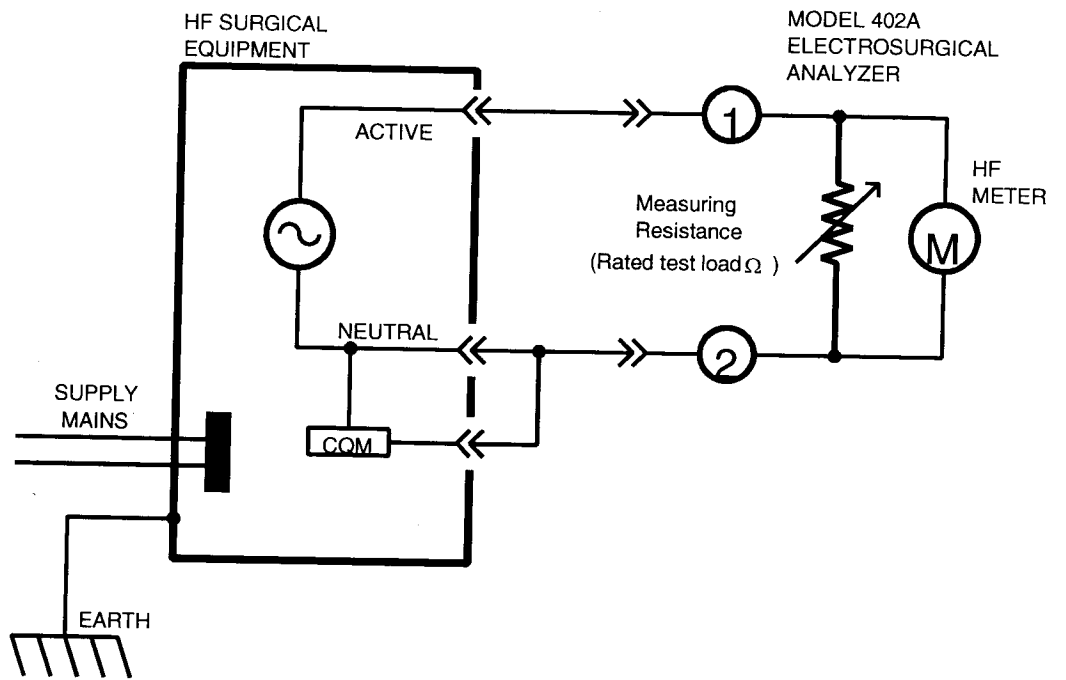 HF SURGICAL
EQUIPMENT
MODEL 402A
ELECTROSURGICAL
ANALYZER
ACTIVE
1
HF
METER
Measuring
Resistance
(Rated test load Ω )
M
NEUTRAL
2
SUPPLY
MAINS
CQM
EARTH